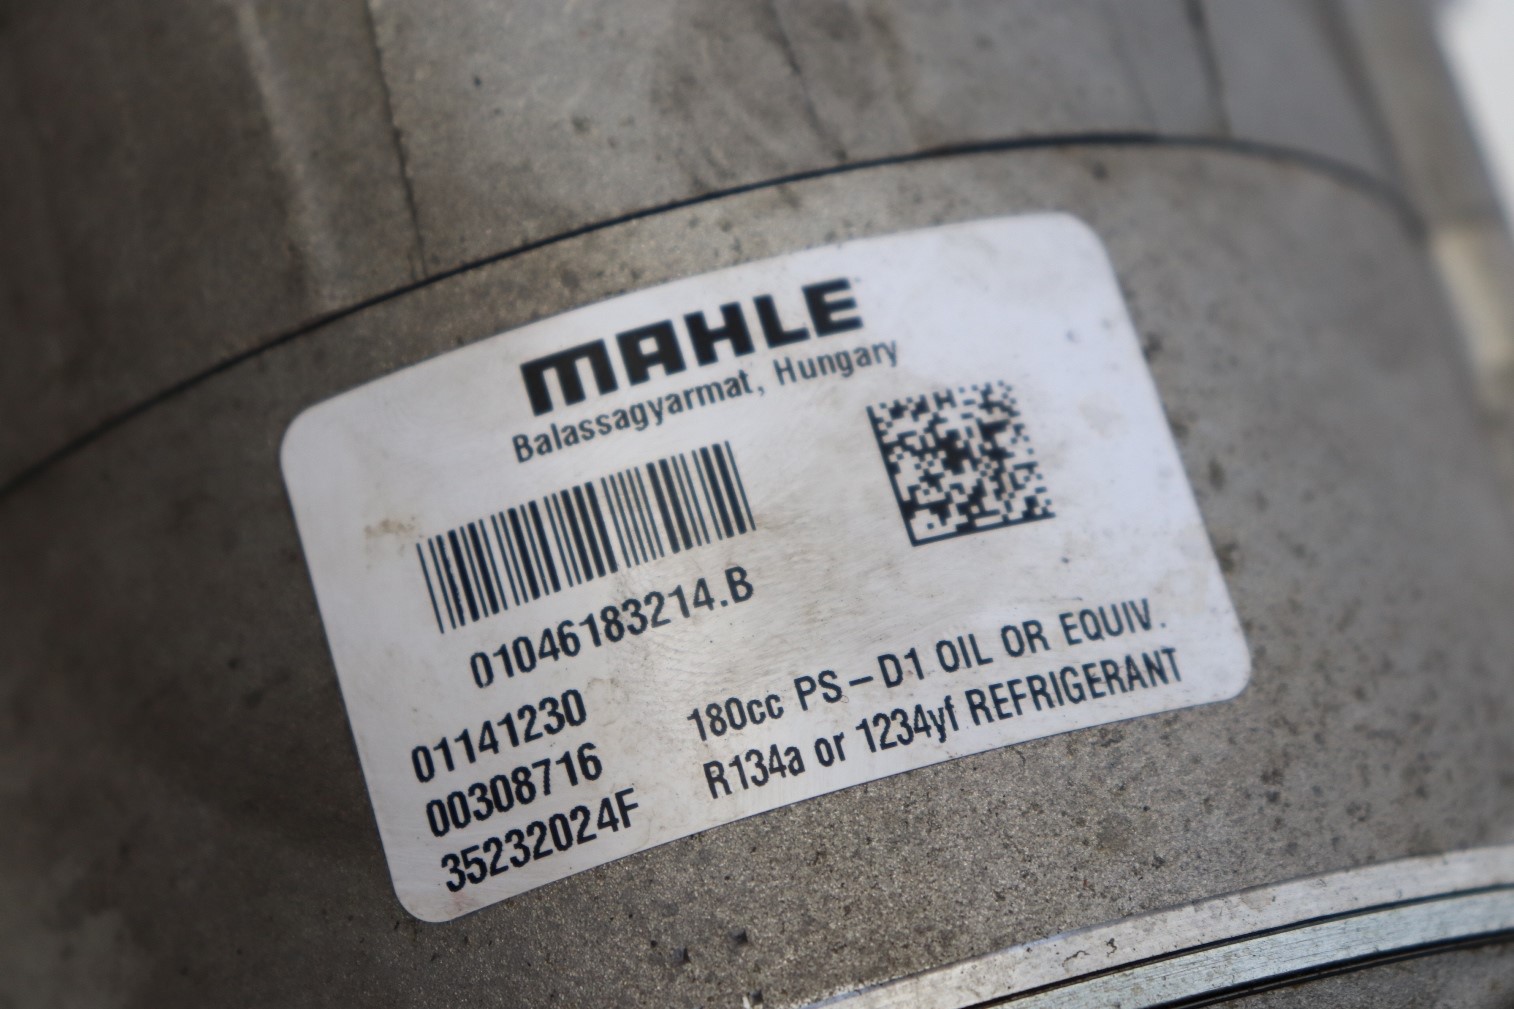 MAHLE
Balassagyarmat, Hungary
01046183214.B
01141230
00308716
35232024F
180cc PS-D1 OIL OR EQUIV.
R134a or 1234yf REFRIGERANT